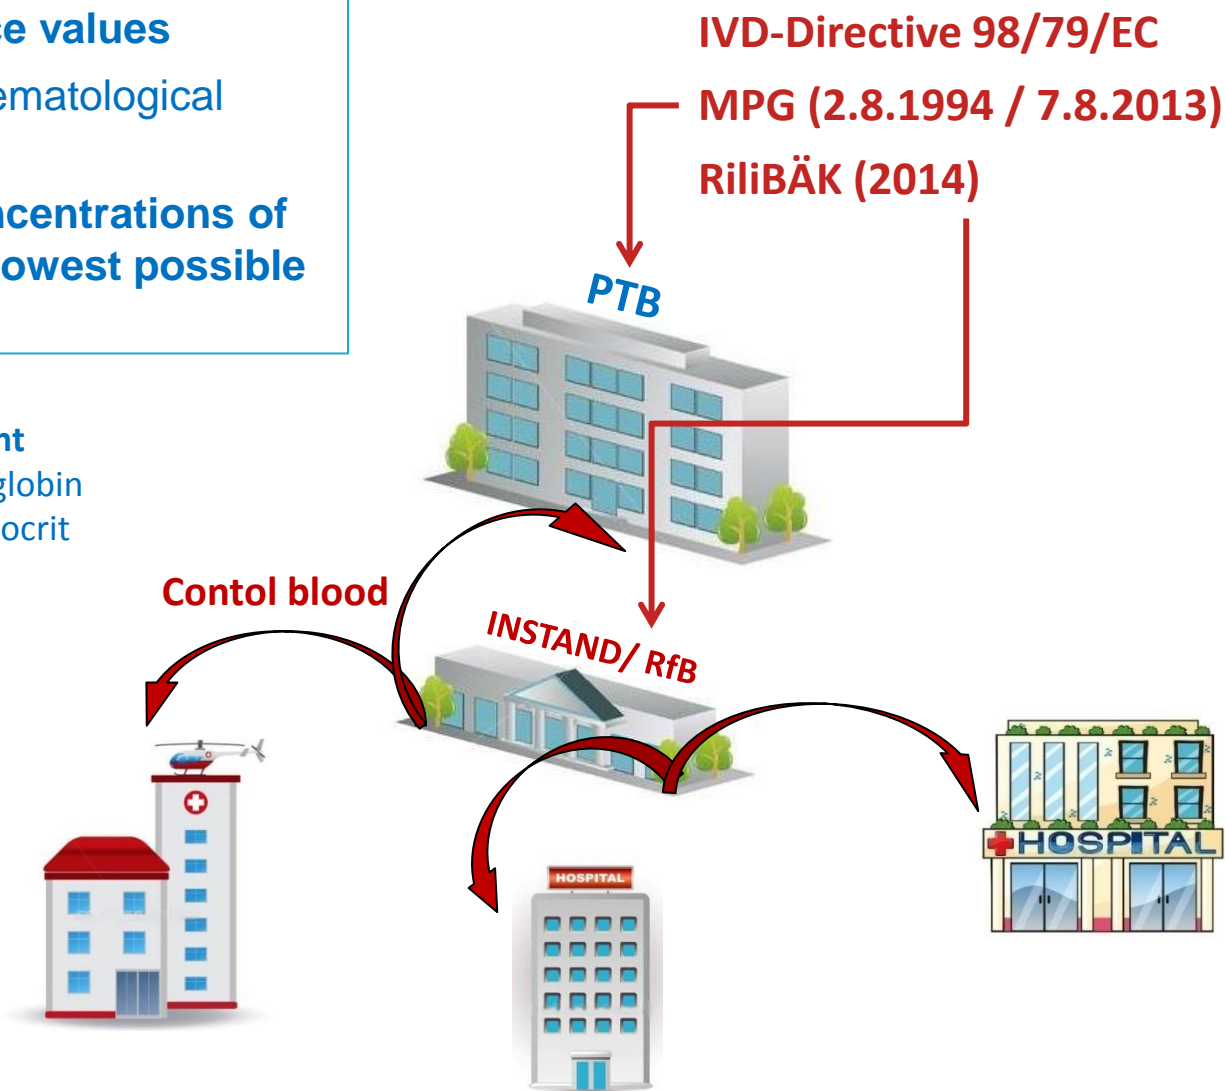 ce values
ematological
ncentrations of
lowest possible
IVD-Directive 98/79/EC
MPG (2.8.1994 / 7.8.2013)
RiliBÄK (2014)
PTB
nt
globin
ocrit
Contol blood
INSTAND/ RfB
HOSPITAL
HOSPITAL